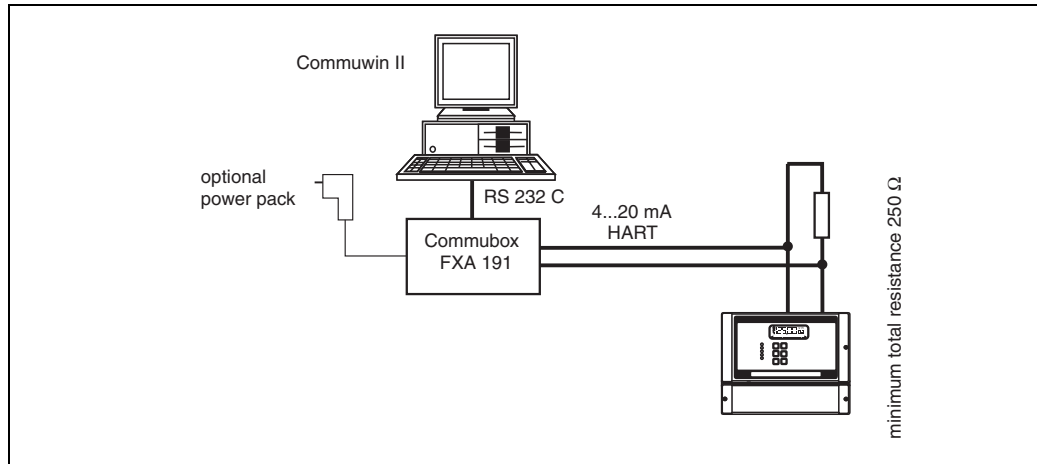 Commuwin II
optional
power pack
RS 232 C
4...20 mA
HART
Commubox
FXA 191
minimum total resistance 250 Ω